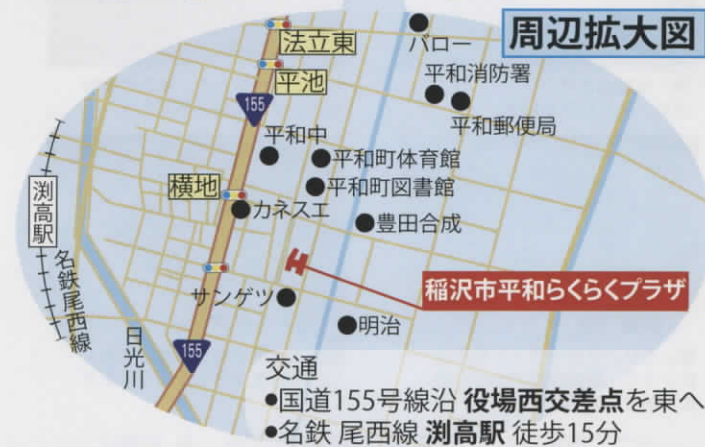 周辺拡大図
法立東
バロー
平池
平和消防署
155
平和郵便局
平和中
平和町体育館
平和町図書館
横地
カネスエ
豊田合成
渕高駅
名鉄尾西線
稲沢市平和らくらくプラザ
サンゲツ
明治
日光川
155
交通
●国道155号線沿 役場西交差点を東へ
●名鉄 尾西線 渕高駅 徒歩15分